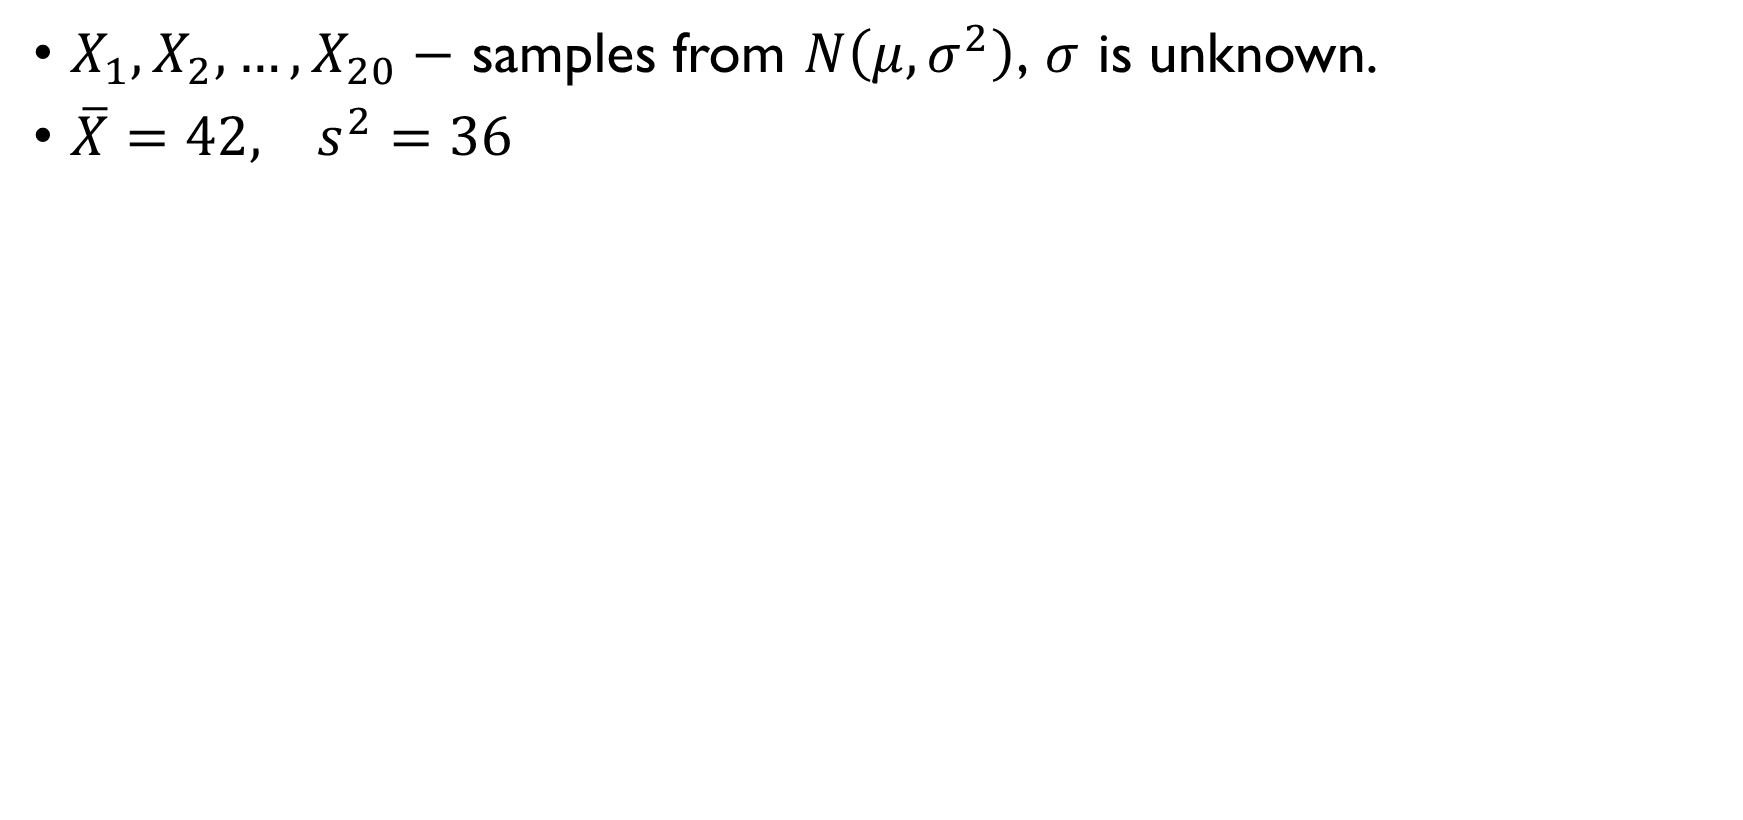 • X₁, X₂, … , X₂₀ − samples from N(μ, σ²), σ is unknown.
• X̄ = 42, s² = 36